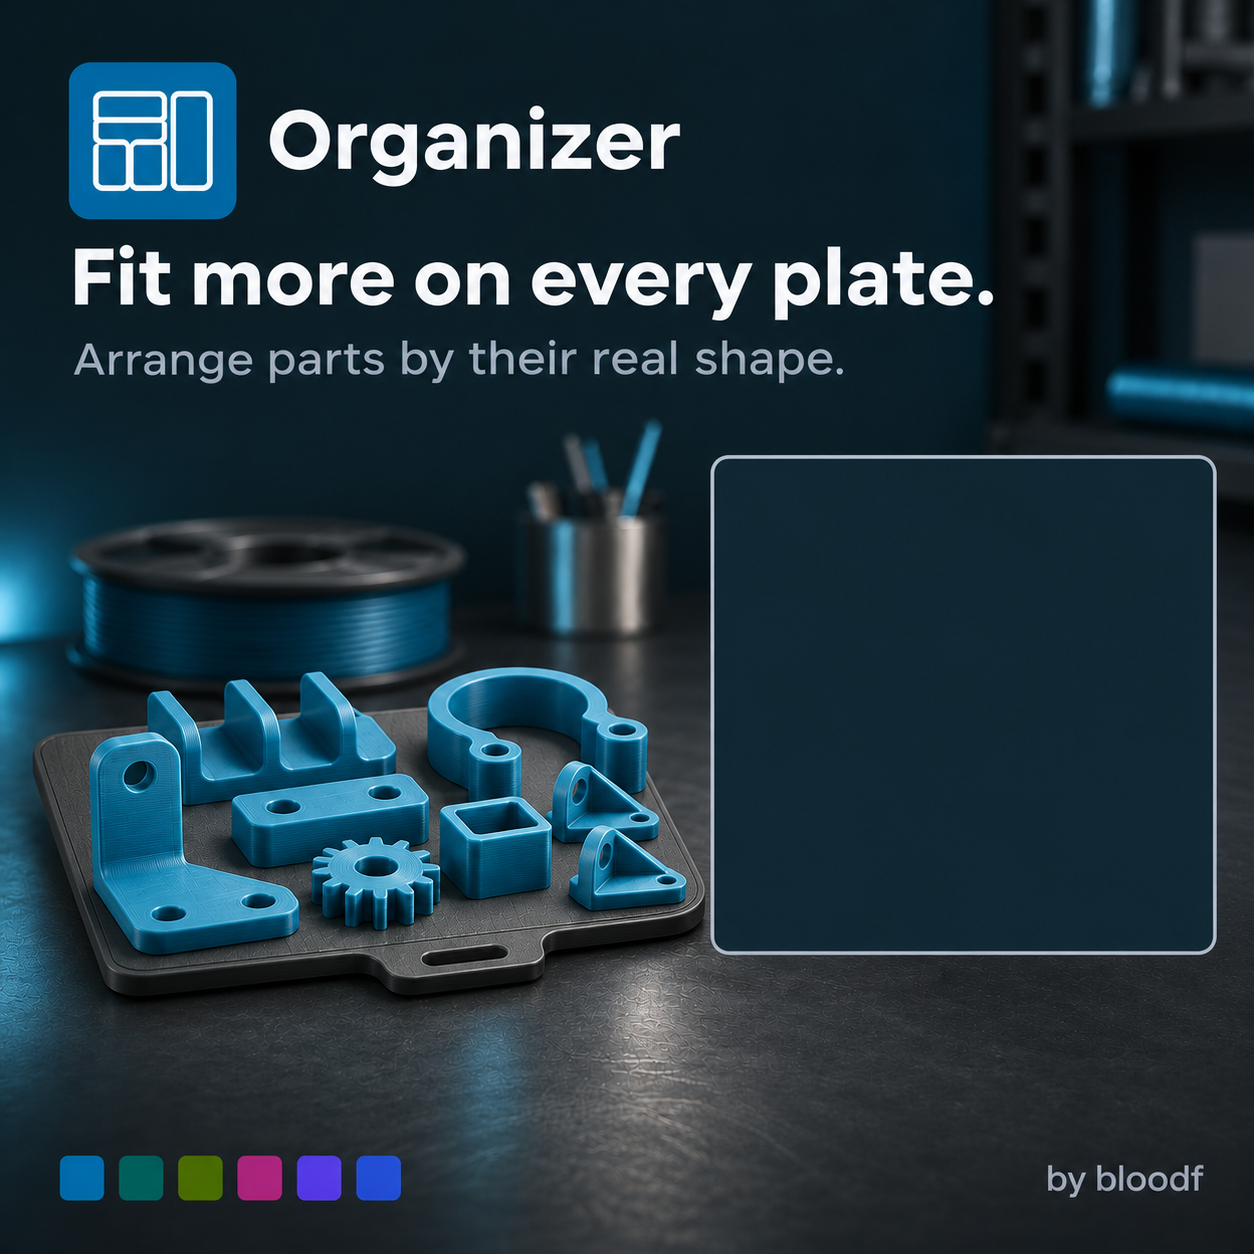 Organizer
Fit more on every plate.
Arrange parts by their real shape.
by bloodf